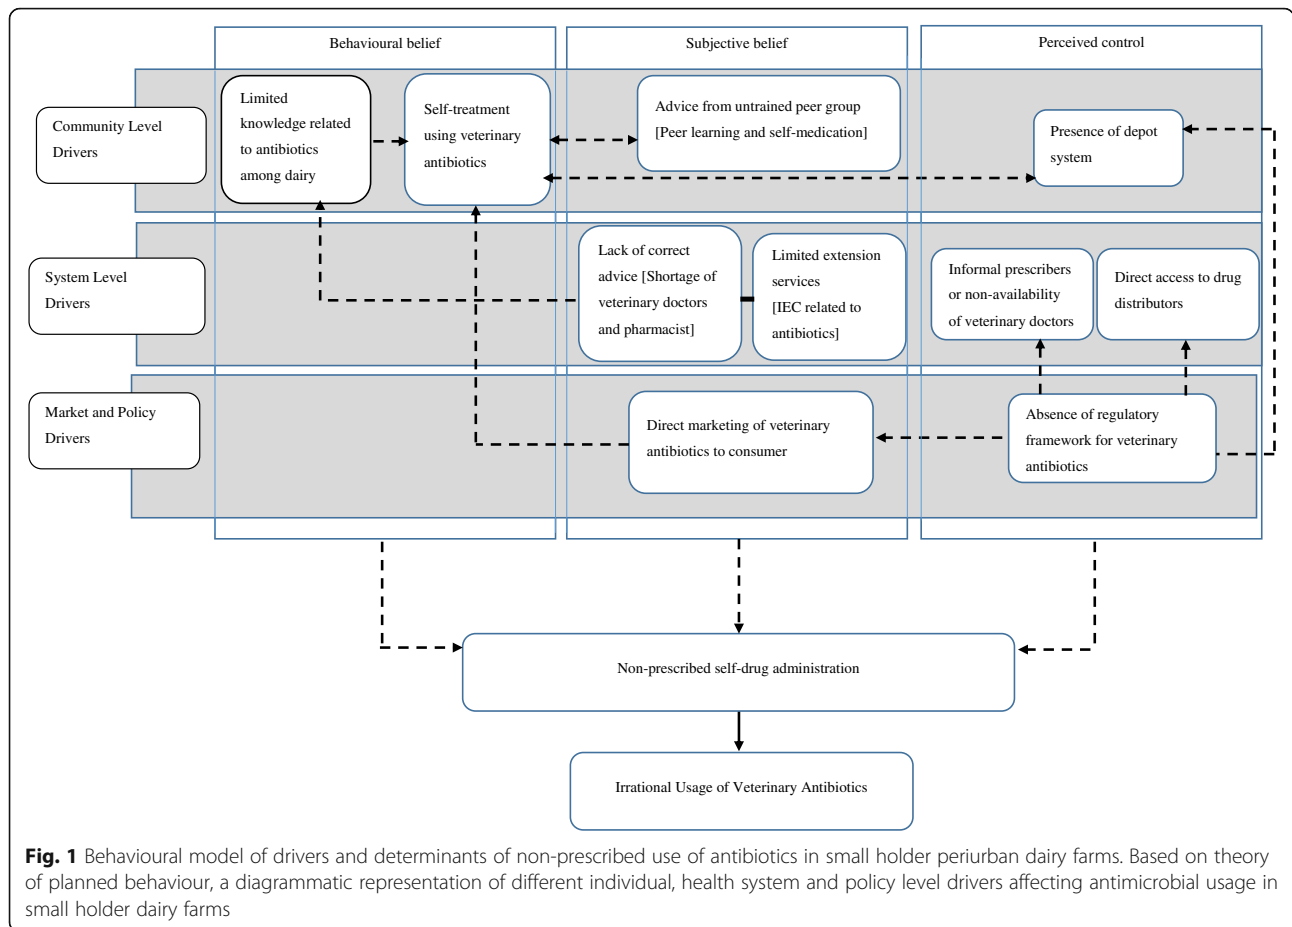 Behavioural belief
Subjective belief
Perceived control
Community Level
Drivers
Limited
knowledge related
to antibiotics
among dairy
Self-treatment
using veterinary
antibiotics
Advice from untrained peer group
[Peer learning and self-medication]
Presence of depot
system
System Level
Drivers
Lack of correct
advice [Shortage of
veterinary doctors
and pharmacist]
Limited extension
services
[IEC related to
antibiotics]
Informal prescribers
or non-availability
of veterinary doctors
Direct access to drug
distributors
Market and Policy
Drivers
Direct marketing of veterinary
antibiotics to consumer
Absence of regulatory
framework for veterinary
antibiotics
Non-prescribed self-drug administration
Irrational Usage of Veterinary Antibiotics
Fig. 1 Behavioural model of drivers and determinants of non-prescribed use of antibiotics in small holder periurban dairy farms. Based on theory
of planned behaviour, a diagrammatic representation of different individual, health system and policy level drivers affecting antimicrobial usage in
small holder dairy farms